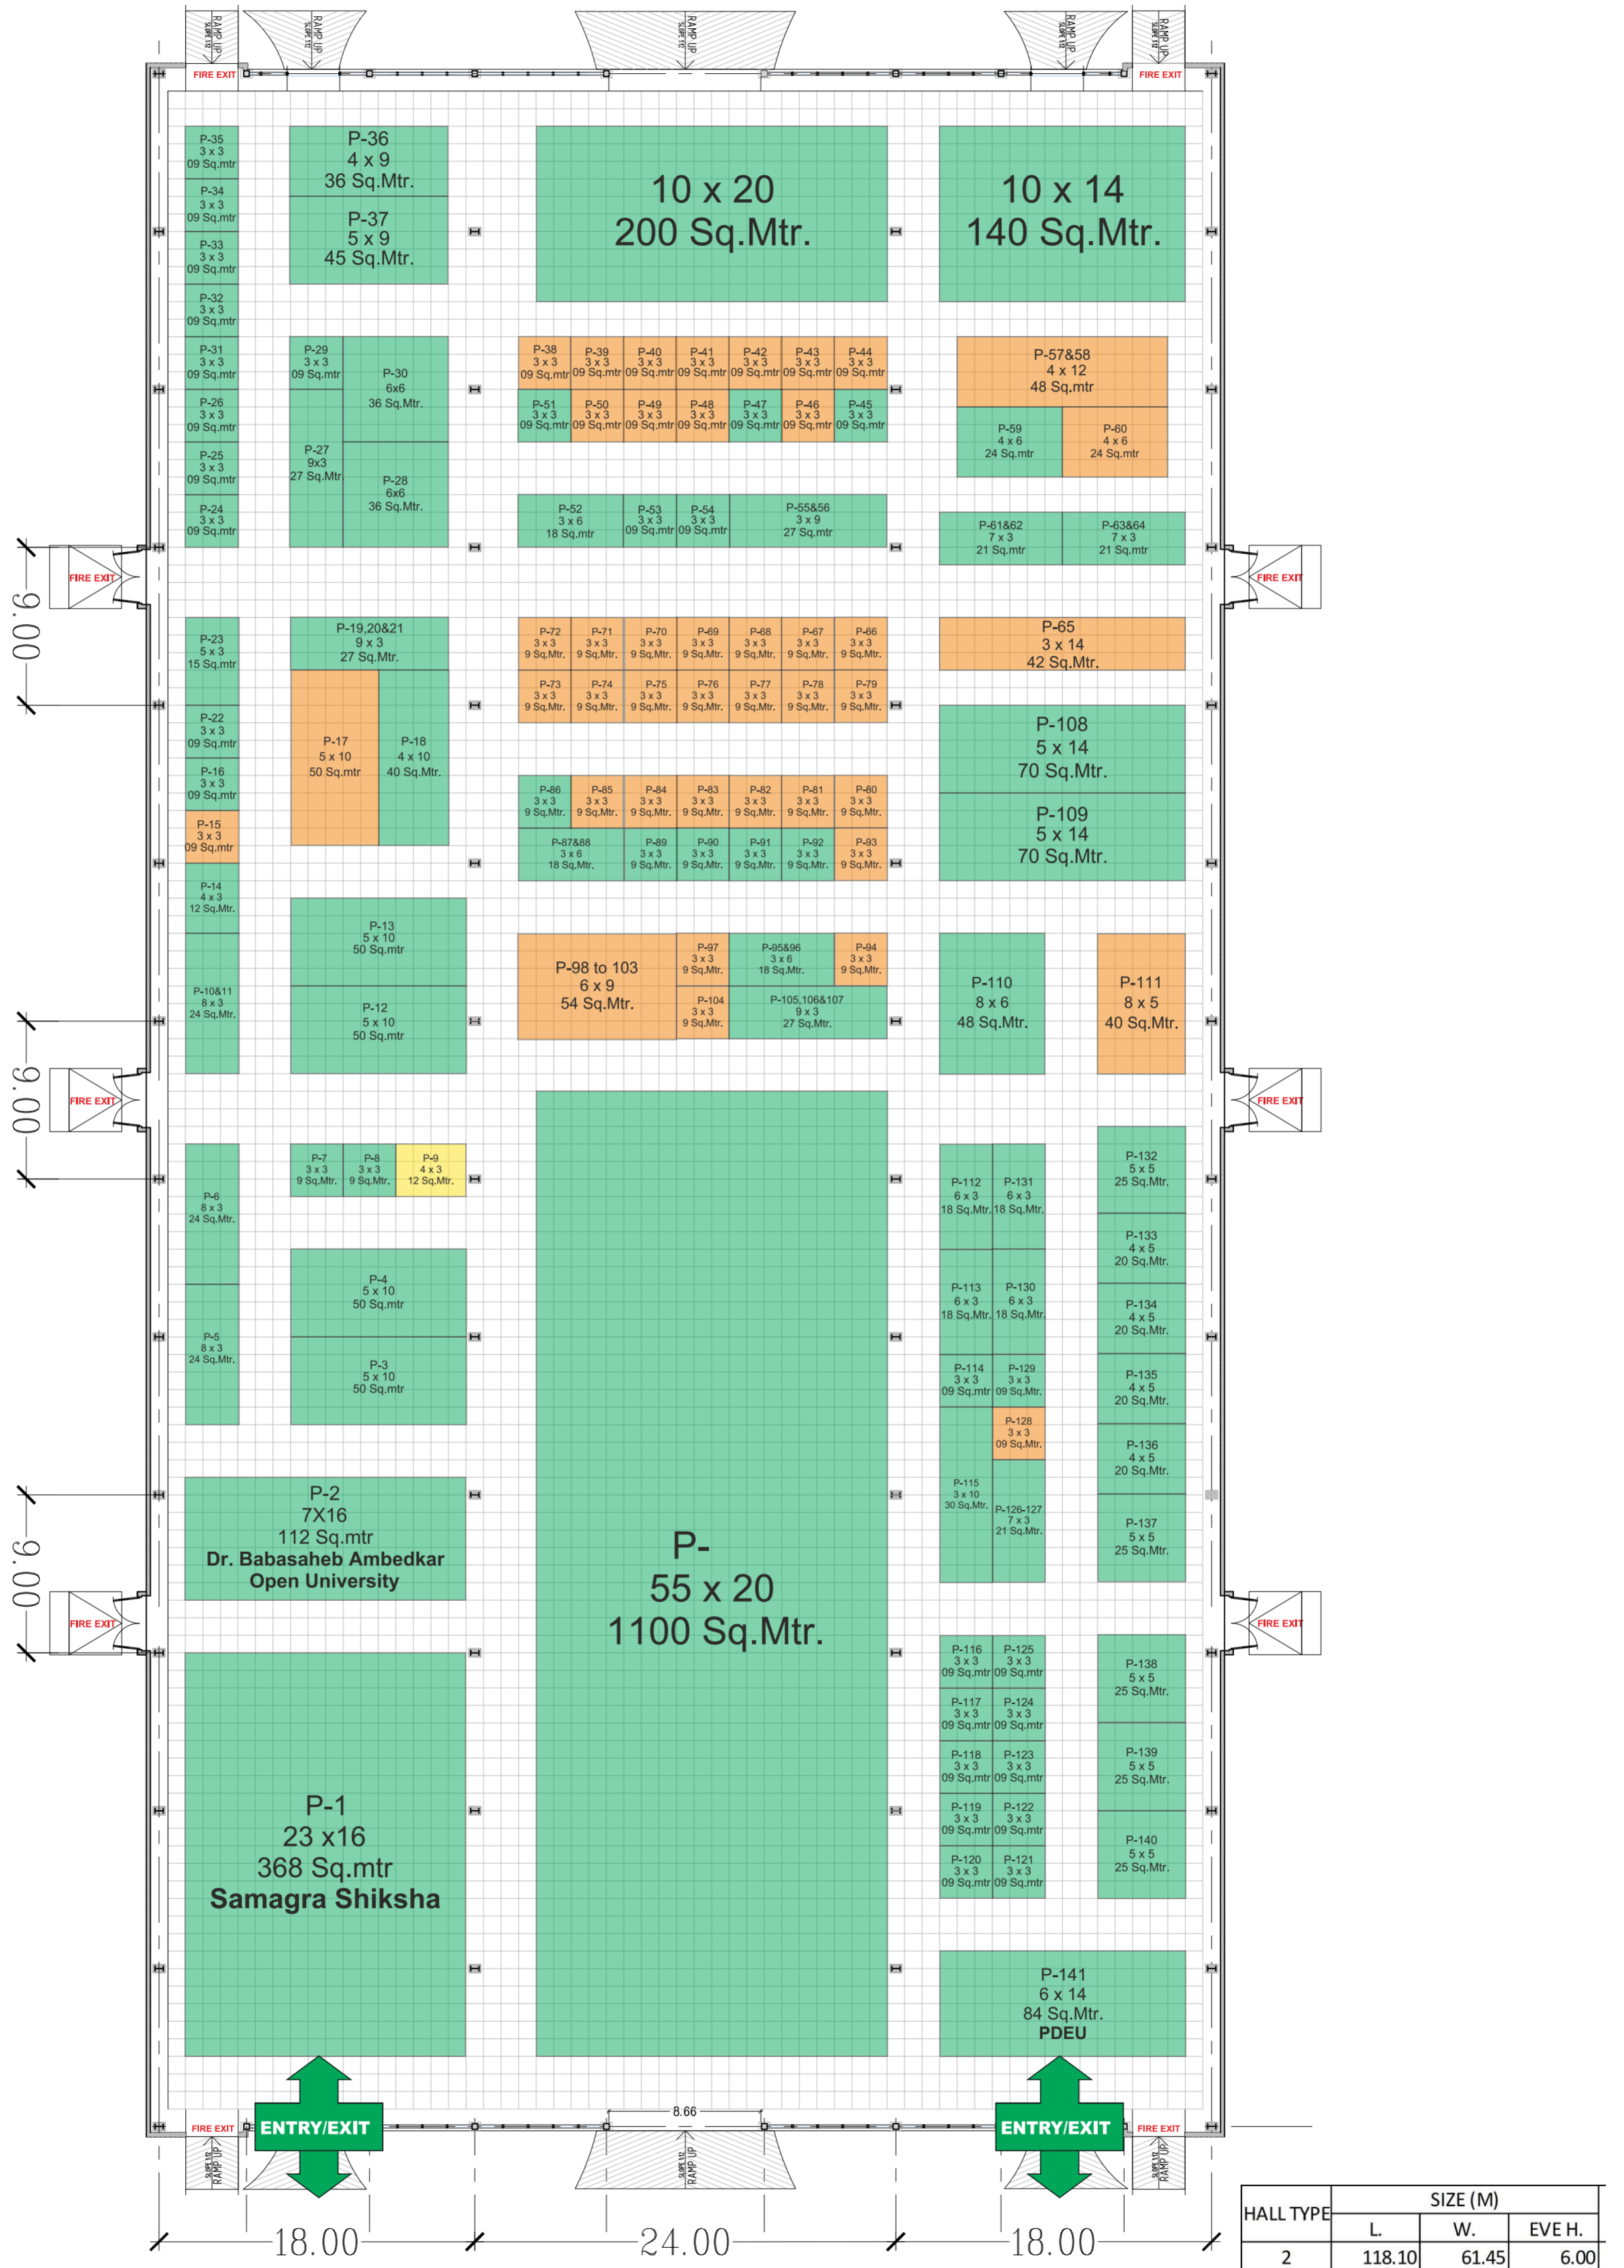 RAMP UP
SLOPE 1:12
RAMP UP
SLOPE 1:12
RAMP UP
SLOPE 1:12
RAMP UP
SLOPE 1:12
RAMP UP
SLOPE 1:12
FIRE EXIT
FIRE EXIT
P-35
3 x 3
09 Sq.mtr
P-34
3 x 3
09 Sq.mtr
P-33
3 x 3
09 Sq.mtr
P-32
3 x 3
09 Sq.mtr
P-31
3 x 3
09 Sq.mtr
P-26
3 x 3
09 Sq.mtr
P-25
3 x 3
09 Sq.mtr
P-24
3 x 3
09 Sq.mtr
P-36
4 x 9
36 Sq.Mtr.
P-37
5 x 9
45 Sq.Mtr.
10 x 20
200 Sq.Mtr.
10 x 14
140 Sq.Mtr.
P-29
3 x 3
09 Sq.mtr
P-30
6x6
36 Sq.Mtr.
P-27
9x3
27 Sq.Mtr.
P-28
6x6
36 Sq.Mtr.
P-38
3 x 3
09 Sq.mtr
P-39
3 x 3
09 Sq.mtr
P-40
3 x 3
09 Sq.mtr
P-41
3 x 3
09 Sq.mtr
P-42
3 x 3
09 Sq.mtr
P-43
3 x 3
09 Sq.mtr
P-44
3 x 3
09 Sq.mtr
P-51
3 x 3
09 Sq.mtr
P-50
3 x 3
09 Sq.mtr
P-49
3 x 3
09 Sq.mtr
P-48
3 x 3
09 Sq.mtr
P-47
3 x 3
09 Sq.mtr
P-46
3 x 3
09 Sq.mtr
P-45
3 x 3
09 Sq.mtr
P-57&58
4 x 12
48 Sq.mtr
P-59
4 x 6
24 Sq.mtr
P-60
4 x 6
24 Sq.mtr
P-52
3 x 6
18 Sq.mtr
P-53
3 x 3
09 Sq.mtr
P-54
3 x 3
09 Sq.mtr
P-55&56
3 x 9
27 Sq.mtr
P-61&62
7 x 3
21 Sq.mtr
P-63&64
7 x 3
21 Sq.mtr
FIRE EXIT
FIRE EXIT
9.00
P-23
5 x 3
15 Sq.mtr
P-22
3 x 3
09 Sq.mtr
P-16
3 x 3
09 Sq.mtr
P-15
3 x 3
09 Sq.mtr
P-14
4 x 3
12 Sq.Mtr.
P-10&11
8 x 3
24 Sq.Mtr.
P-19,20&21
9 x 3
27 Sq.Mtr.
P-17
5 x 10
50 Sq.mtr
P-18
4 x 10
40 Sq.Mtr.
P-13
5 x 10
50 Sq.mtr
P-12
5 x 10
50 Sq.mtr
P-72
3 x 3
9 Sq.Mtr.
P-71
3 x 3
9 Sq.Mtr.
P-70
3 x 3
9 Sq.Mtr.
P-69
3 x 3
9 Sq.Mtr.
P-68
3 x 3
9 Sq.Mtr.
P-67
3 x 3
9 Sq.Mtr.
P-66
3 x 3
9 Sq.Mtr.
P-73
3 x 3
9 Sq.Mtr.
P-74
3 x 3
9 Sq.Mtr.
P-75
3 x 3
9 Sq.Mtr.
P-76
3 x 3
9 Sq.Mtr.
P-77
3 x 3
9 Sq.Mtr.
P-78
3 x 3
9 Sq.Mtr.
P-79
3 x 3
9 Sq.Mtr.
P-65
3 x 14
42 Sq.Mtr.
P-108
5 x 14
70 Sq.Mtr.
P-109
5 x 14
70 Sq.Mtr.
P-86
3 x 3
9 Sq.Mtr.
P-85
3 x 3
9 Sq.Mtr.
P-84
3 x 3
9 Sq.Mtr.
P-83
3 x 3
9 Sq.Mtr.
P-82
3 x 3
9 Sq.Mtr.
P-81
3 x 3
9 Sq.Mtr.
P-80
3 x 3
9 Sq.Mtr.
P-87&88
3 x 6
18 Sq.Mtr.
P-89
3 x 3
9 Sq.Mtr.
P-90
3 x 3
9 Sq.Mtr.
P-91
3 x 3
9 Sq.Mtr.
P-92
3 x 3
9 Sq.Mtr.
P-93
3 x 3
9 Sq.Mtr.
P-98 to 103
6 x 9
54 Sq.Mtr.
P-97
3 x 3
9 Sq.Mtr.
P-95&96
3 x 6
18 Sq.Mtr.
P-94
3 x 3
9 Sq.Mtr.
P-104
3 x 3
9 Sq.Mtr.
P-105,106&107
9 x 3
27 Sq.Mtr.
P-110
8 x 6
48 Sq.Mtr.
P-111
8 x 5
40 Sq.Mtr.
9.00
FIRE EXIT
FIRE EXIT
P-6
8 x 3
24 Sq.Mtr.
P-5
8 x 3
24 Sq.Mtr.
P-7
3 x 3
9 Sq.Mtr.
P-8
3 x 3
9 Sq.Mtr.
P-9
4 x 3
12 Sq.Mtr.
P-4
5 x 10
50 Sq.mtr
P-3
5 x 10
50 Sq.mtr
P-2
7X16
112 Sq.mtr
Dr. Babasaheb Ambedkar
Open University
P-
55 x 20
1100 Sq.Mtr.
P-112
6 x 3
18 Sq.Mtr.
P-131
6 x 3
18 Sq.Mtr.
P-113
6 x 3
18 Sq.Mtr.
P-130
6 x 3
18 Sq.Mtr.
P-114
3 x 3
09 Sq.mtr
P-129
3 x 3
09 Sq.Mtr.
P-128
3 x 3
09 Sq.Mtr.
P-115
3 x 10
30 Sq.Mtr.
P-126-127
7 x 3
21 Sq.Mtr.
P-132
5 x 5
25 Sq.Mtr.
P-133
4 x 5
20 Sq.Mtr.
P-134
4 x 5
20 Sq.Mtr.
P-135
4 x 5
20 Sq.Mtr.
P-136
4 x 5
20 Sq.Mtr.
P-137
5 x 5
25 Sq.Mtr.
9.00
FIRE EXIT
FIRE EXIT
P-1
23 x16
368 Sq.mtr
Samagra Shiksha
P-116
3 x 3
09 Sq.mtr
P-125
3 x 3
09 Sq.mtr
P-117
3 x 3
09 Sq.mtr
P-124
3 x 3
09 Sq.mtr
P-118
3 x 3
09 Sq.mtr
P-123
3 x 3
09 Sq.mtr
P-119
3 x 3
09 Sq.mtr
P-122
3 x 3
09 Sq.mtr
P-120
3 x 3
09 Sq.mtr
P-121
3 x 3
09 Sq.mtr
P-138
5 x 5
25 Sq.Mtr.
P-139
5 x 5
25 Sq.Mtr.
P-140
5 x 5
25 Sq.Mtr.
P-141
6 x 14
84 Sq.Mtr.
PDEU
FIRE EXIT
ENTRY/EXIT
8.66
ENTRY/EXIT
FIRE EXIT
SLOPE 1:12
RAMP UP
SLOPE 1:12
RAMP UP
SLOPE 1:12
RAMP UP
18.00
24.00
18.00
HALL TYPE
SIZE (M)
L.
W.
EVE H.
2
118.10
61.45
6.00